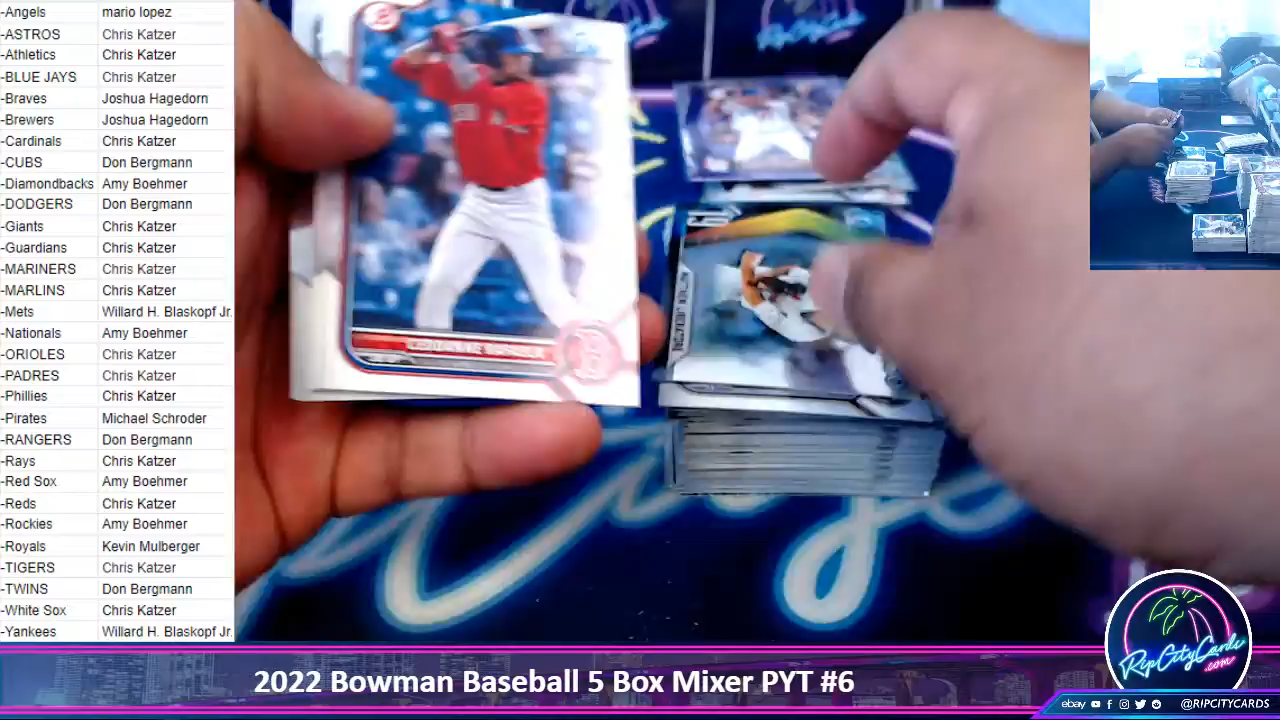 -Angels mario lopez
-ASTROS Chris Katzer
-Athletics Chris Katzer
-BLUE JAYS Chris Katzer
-Braves Joshua Hagedorn
-Brewers Joshua Hagedorn
-Cardinals Chris Katzer
-CUBS Don Bergmann
-Diamondbacks Amy Boehmer
-DODGERS Don Bergmann
-Giants Chris Katzer
-Guardians Chris Katzer
-MARINERS Chris Katzer
-MARLINS Chris Katzer
-Mets Willard H. Blaskopf Jr.
-Nationals Amy Boehmer
-ORIOLES Chris Katzer
-PADRES Chris Katzer
-Phillies Chris Katzer
-Pirates Michael Schroder
-RANGERS Don Bergmann
-Rays Chris Katzer
-Red Sox Amy Boehmer
-Reds Chris Katzer
-Rockies Amy Boehmer
-Royals Kevin Mulberger
-TIGERS Chris Katzer
-TWINS Don Bergmann
-White Sox Chris Katzer
-Yankees Willard H. Blaskopf Jr.
RipCityCards
.com
2022 Bowman Baseball 5 Box Mixer PYT #6
ebay @RIPCITYCARDS